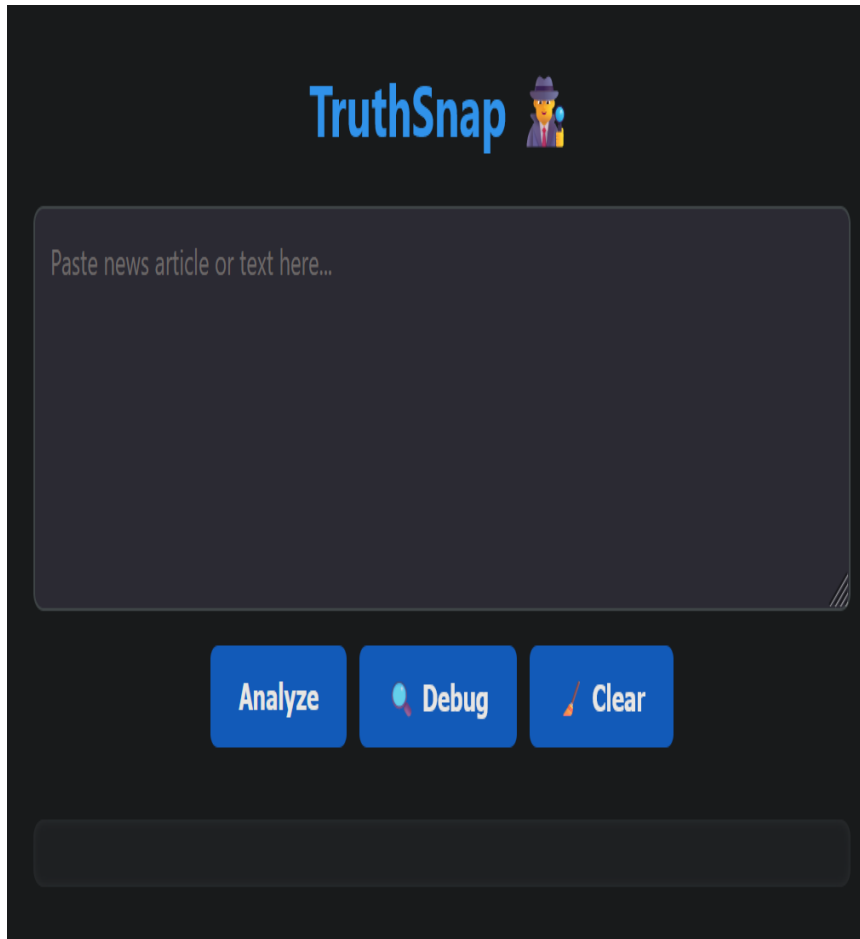 TruthSnap 🕵️
Paste news article or text here...
Analyze
🔍 Debug
🧹 Clear